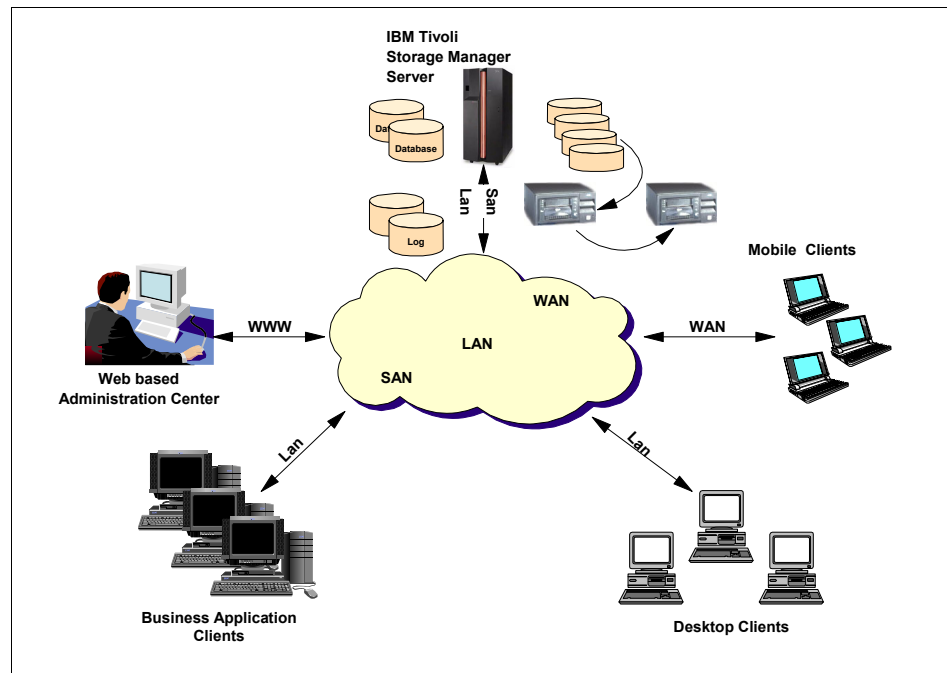 IBM Tivoli
Storage Manager
Server
Database
Log
Lan
San
Mobile Clients
WAN
LAN
SAN
WWW
WAN
Web based
Administration Center
Lan
Lan
Business Application
Clients
Desktop Clients